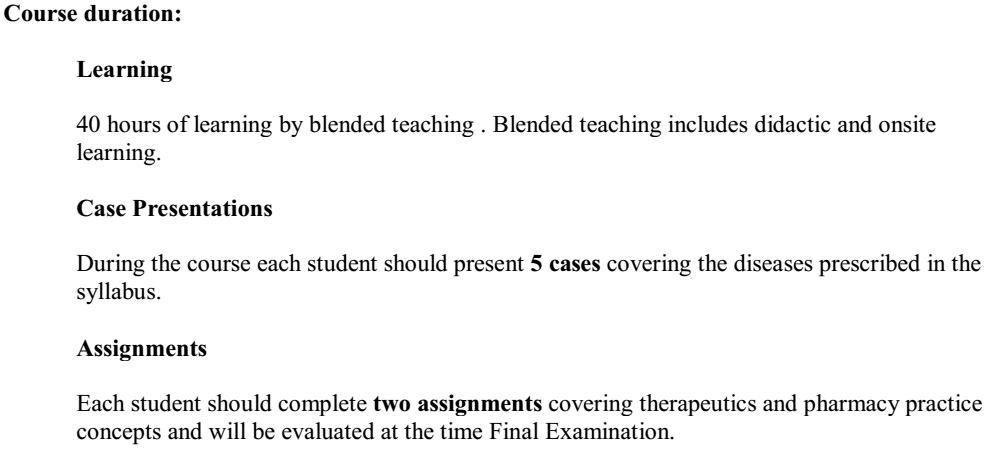 Course duration:
Learning
40 hours of learning by blended teaching . Blended teaching includes didactic and onsite
learning.
Case Presentations
During the course each student should present 5 cases covering the diseases prescribed in the
syllabus.
Assignments
Each student should complete two assignments covering therapeutics and pharmacy practice
concepts and will be evaluated at the time Final Examination.